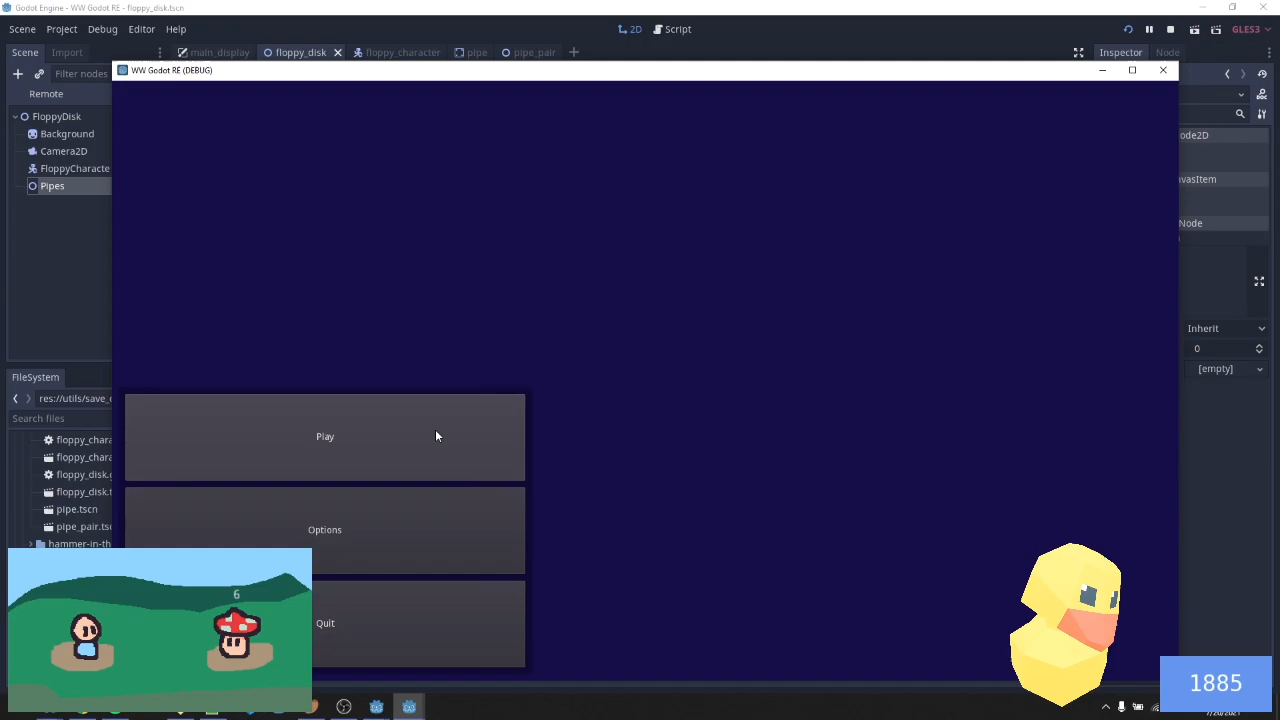 Godot Engine - WW Godot RE - floppy_disk.tscn
Scene Project Debug Editor Help 2D Script GLES3
Scene Import main_display floppy_disk floppy_character pipe pipe_pair Inspector Node
Filter nodes
WW Godot RE (DEBUG)
Remote
FloppyDisk
Background
Camera2D
FloppyCharacte
Pipes
ode2D
anvasItem
Node
Inherit
0
[empty]
FileSystem
res://utils/save_
Search files
floppy_chara
floppy_chara
floppy_disk.g
floppy_disk.t
pipe.tscn
pipe_pair.tsc
hammer-in-th
Play
Options
Quit
6
1885